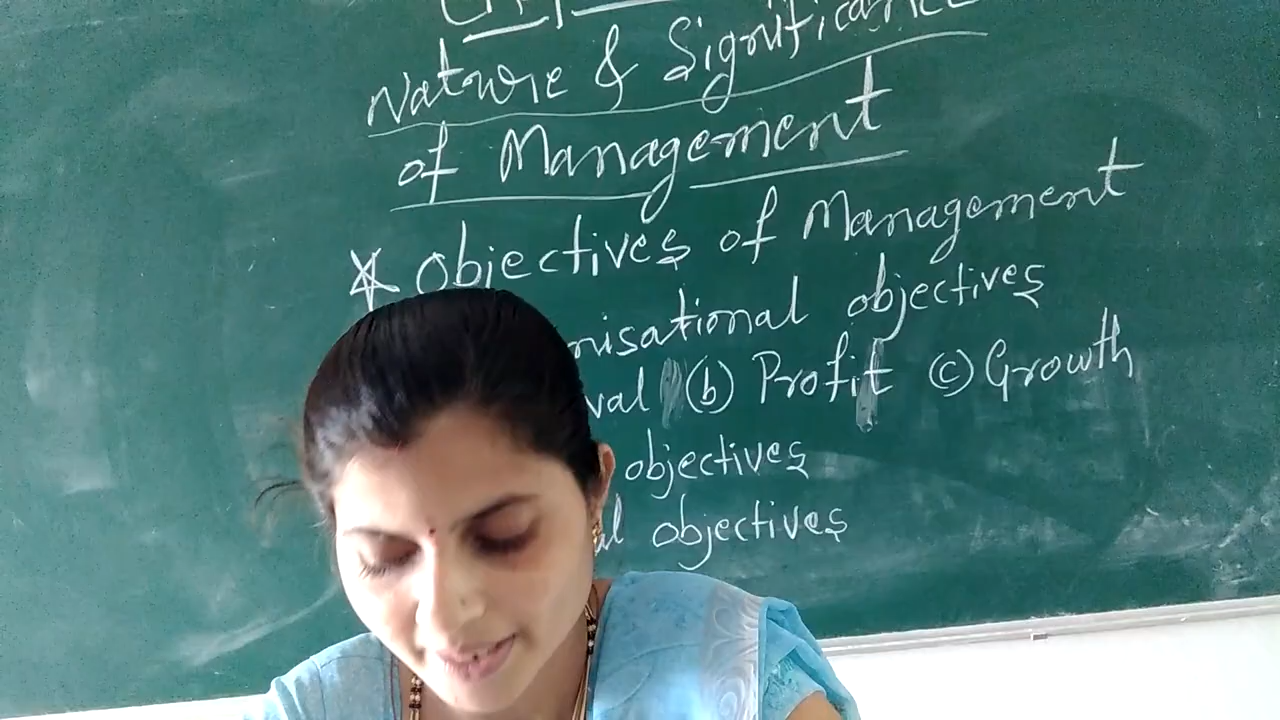 Nature & Significance
of Management
* Objectives of Management
nisational objectives
val (b) Profit (c) Growth
objectives
al objectives